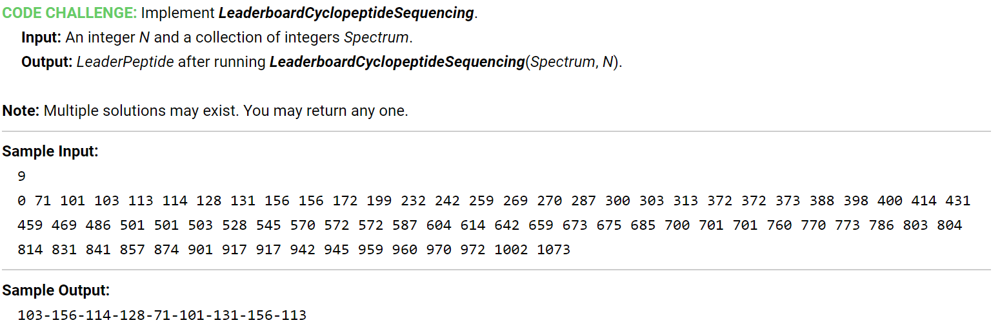 CODE CHALLENGE: Implement LeaderboardCyclopeptideSequencing.
Input: An integer N and a collection of integers Spectrum.
Output: LeaderPeptide after running LeaderboardCyclopeptideSequencing(Spectrum, N).
Note: Multiple solutions may exist. You may return any one.
Sample Input:
9
0 71 101 103 113 114 128 131 156 156 172 199 232 242 259 269 270 287 300 303 313 372 372 373 388 398 400 414 431
459 469 486 501 501 503 528 545 570 572 572 587 604 614 642 659 673 675 685 700 701 701 760 770 773 786 803 804
814 831 841 857 874 901 917 917 942 945 959 960 970 972 1002 1073
Sample Output:
103-156-114-128-71-101-131-156-113